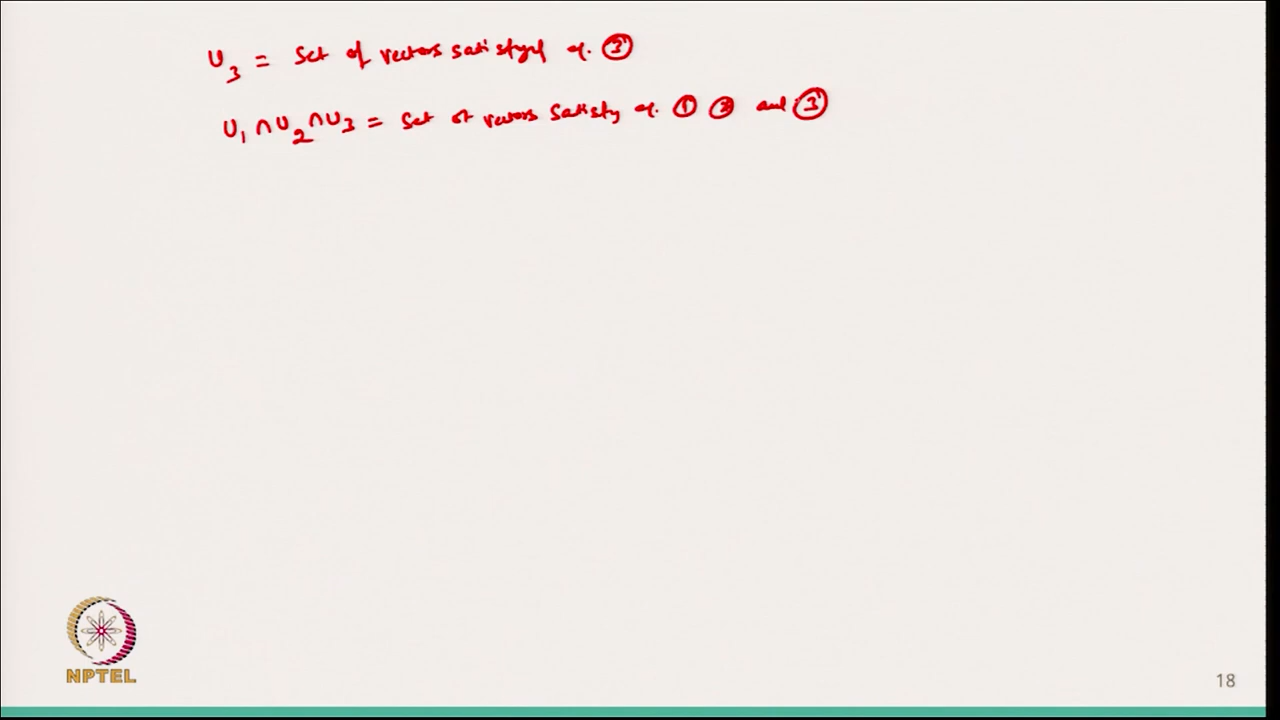 U₃ = Set of vectors satisfying eq. ③'
U₁ ∩ U₂ ∩ U₃ = Set of vectors satisfy eq. ① ② and ③'
NPTEL
18